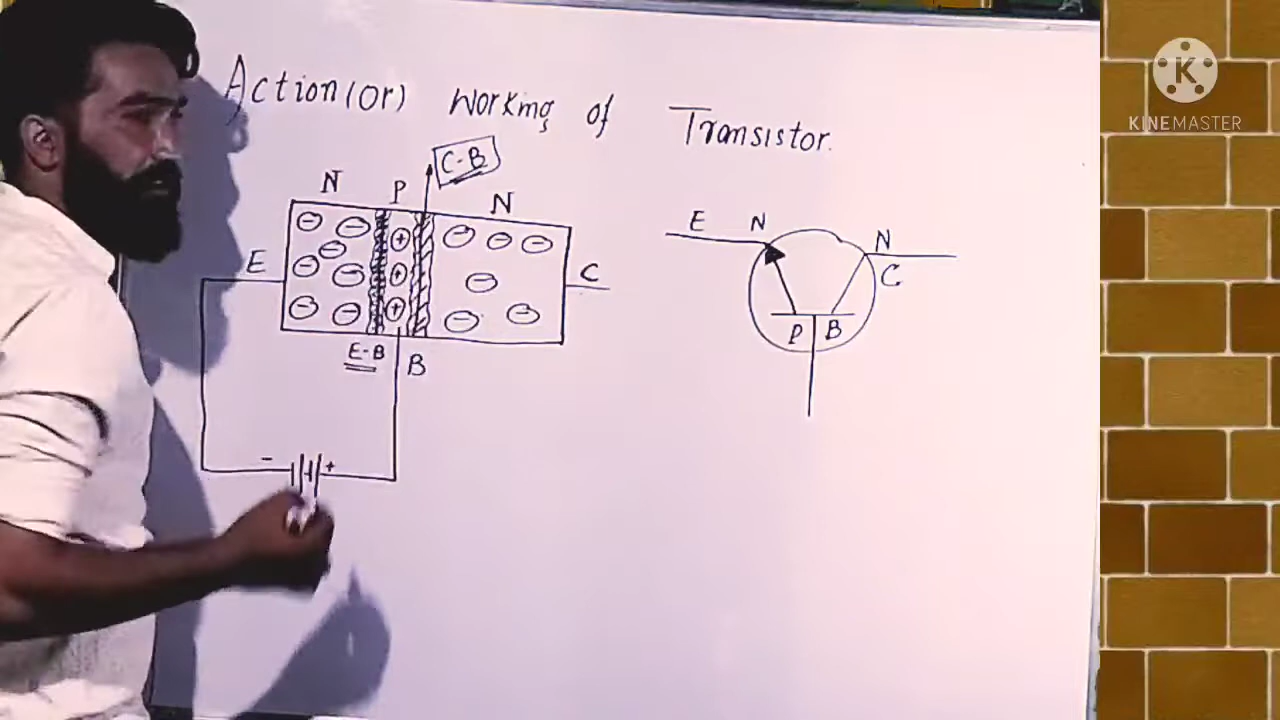 Action (or) working of Transistor.
C-B
N P N
E C
E-B
B
- +
E N N
C
P B
K
KINEMASTER